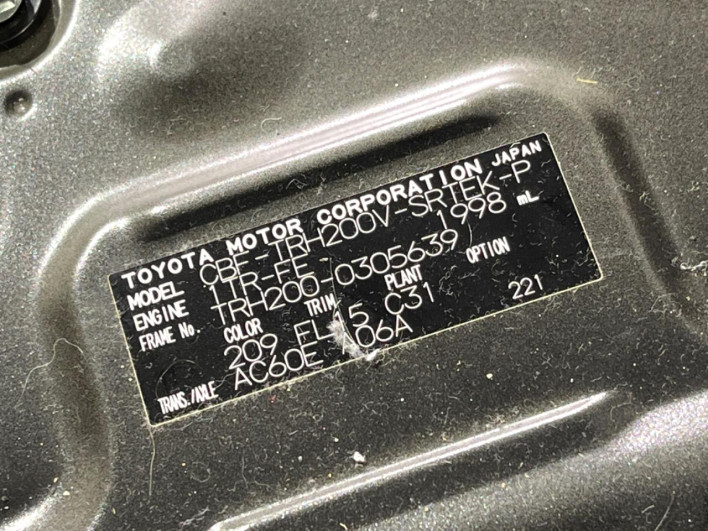 TOYOTA MOTOR CORPORATION JAPAN
MODEL CBF-TRH200V-SRTEK-P
ENGINE 1TR-FE 1998 mL
FRAME No. TRH200-0305639
COLOR TRIM PLANT OPTION
209 FL15 C31 221
TRANS./AXLE AC60E A06A